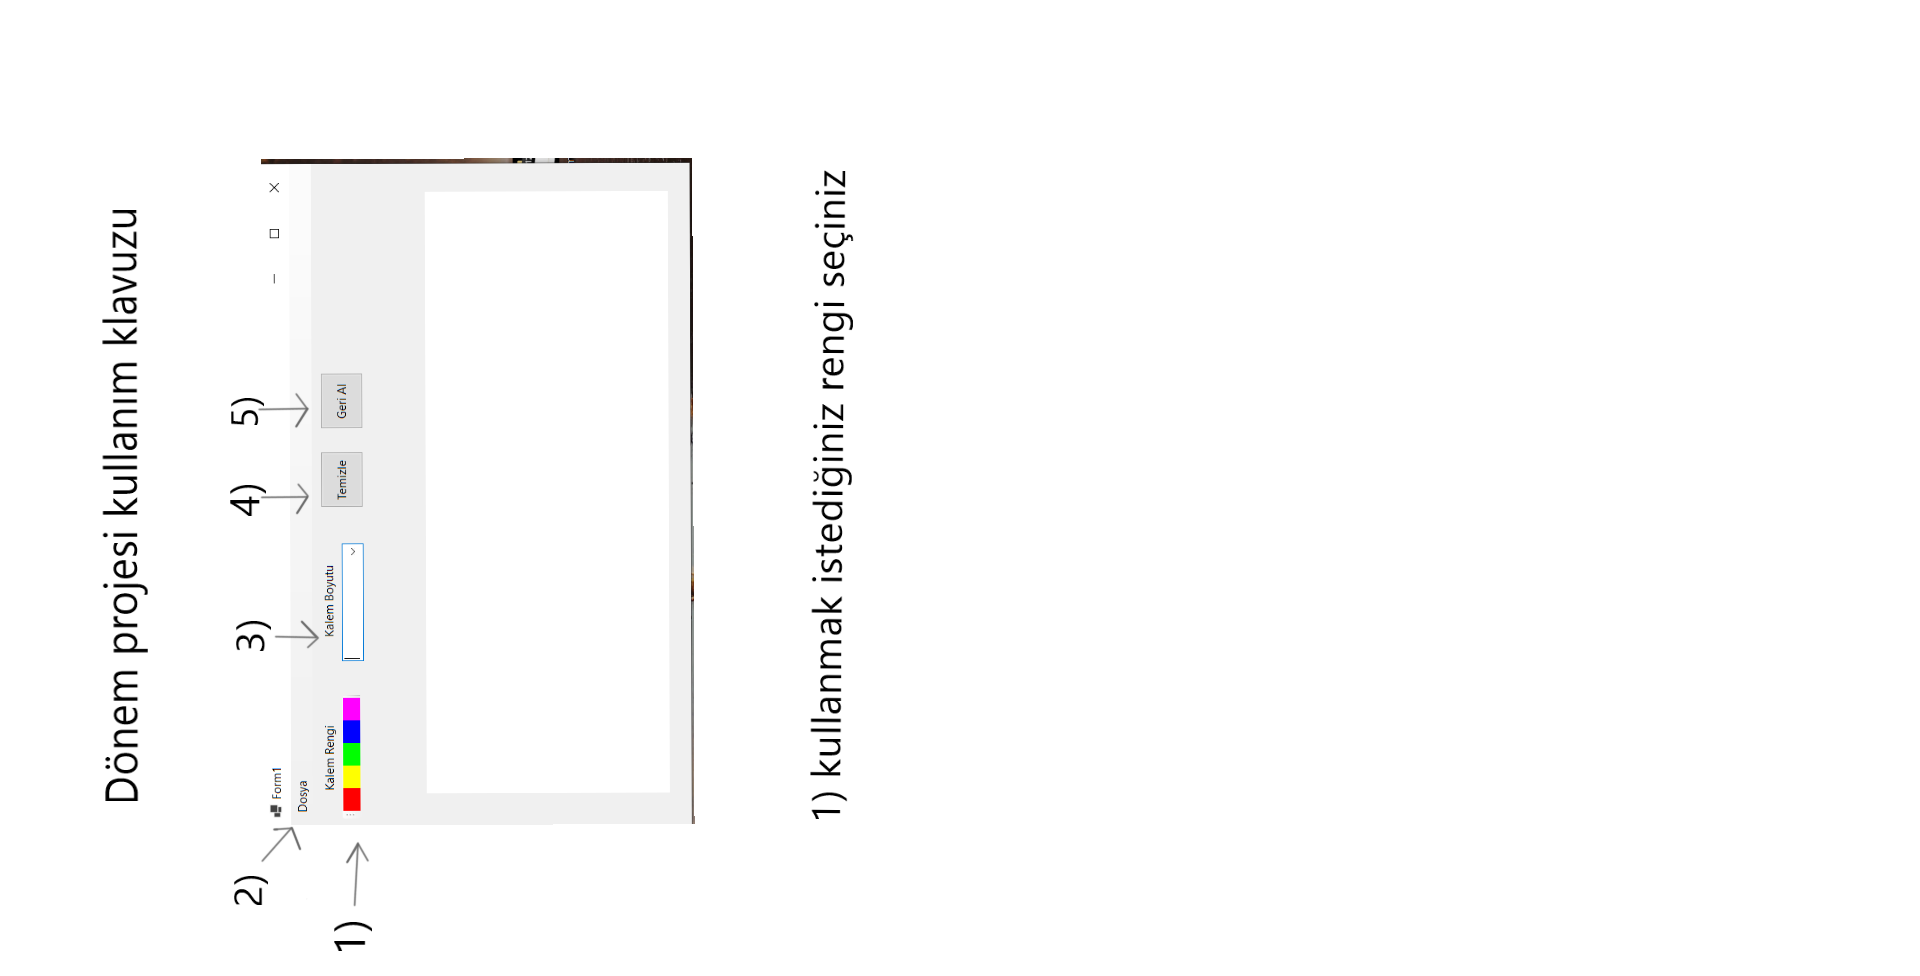 Dönem projesi kullanım klavuzu
5)
4)
3)
2)
1)
Form1
Dosya
Kalem Rengi
Kalem Boyutu
Temizle
Geri Al
1) kullanmak istediğiniz rengi seçiniz